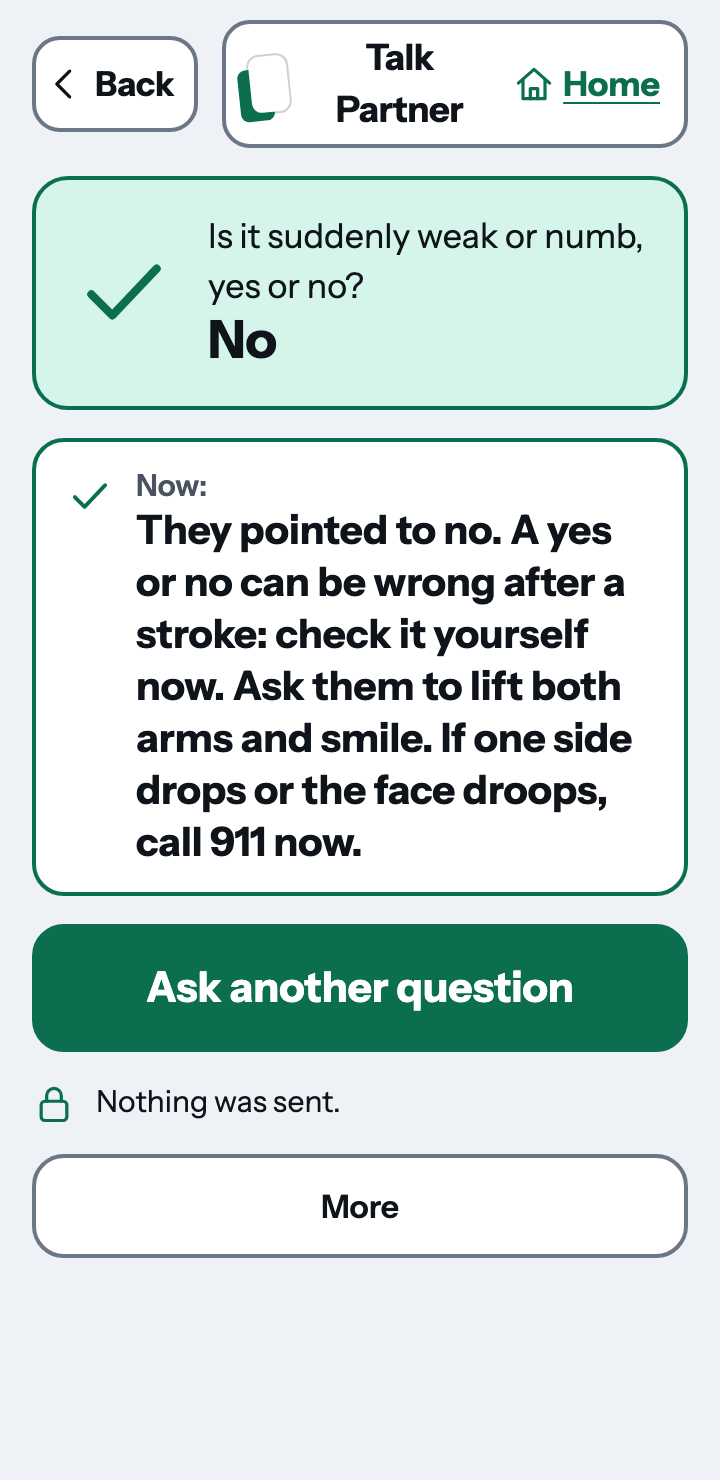 Back
Talk
Partner
Home
Is it suddenly weak or numb,
yes or no?
No
Now:
They pointed to no. A yes
or no can be wrong after a
stroke: check it yourself
now. Ask them to lift both
arms and smile. If one side
drops or the face droops,
call 911 now.
Ask another question
Nothing was sent.
More